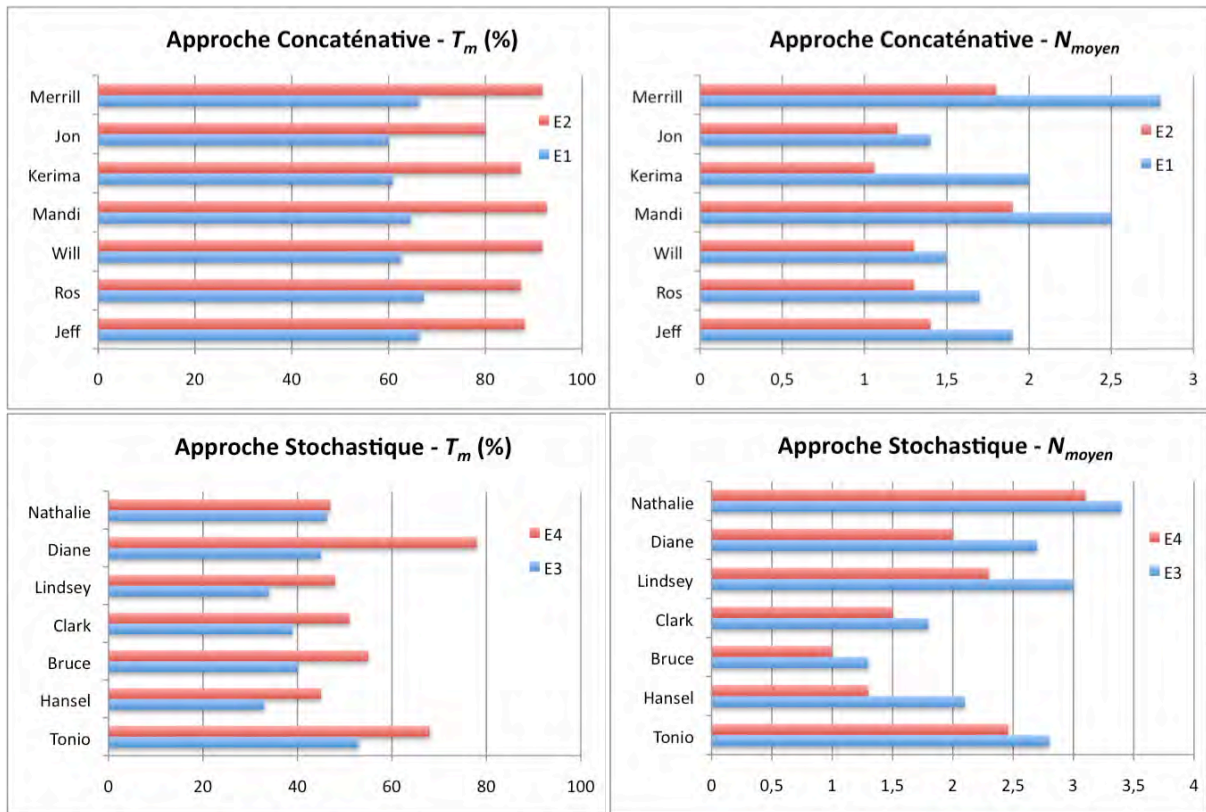 Approche Concaténative - Tm (%)
Merrill
Jon
Kerima
Mandi
Will
Ros
Jeff
E2
E1
0 20 40 60 80 100
Approche Concaténative - Nmoyen
Merrill
Jon
Kerima
Mandi
Will
Ros
Jeff
E2
E1
0 0,5 1 1,5 2 2,5 3
Approche Stochastique - Tm (%)
Nathalie
Diane
Lindsey
Clark
Bruce
Hansel
Tonio
E4
E3
0 20 40 60 80 100
Approche Stochastique - Nmoyen
Nathalie
Diane
Lindsey
Clark
Bruce
Hansel
Tonio
E4
E3
0 0,5 1 1,5 2 2,5 3 3,5 4